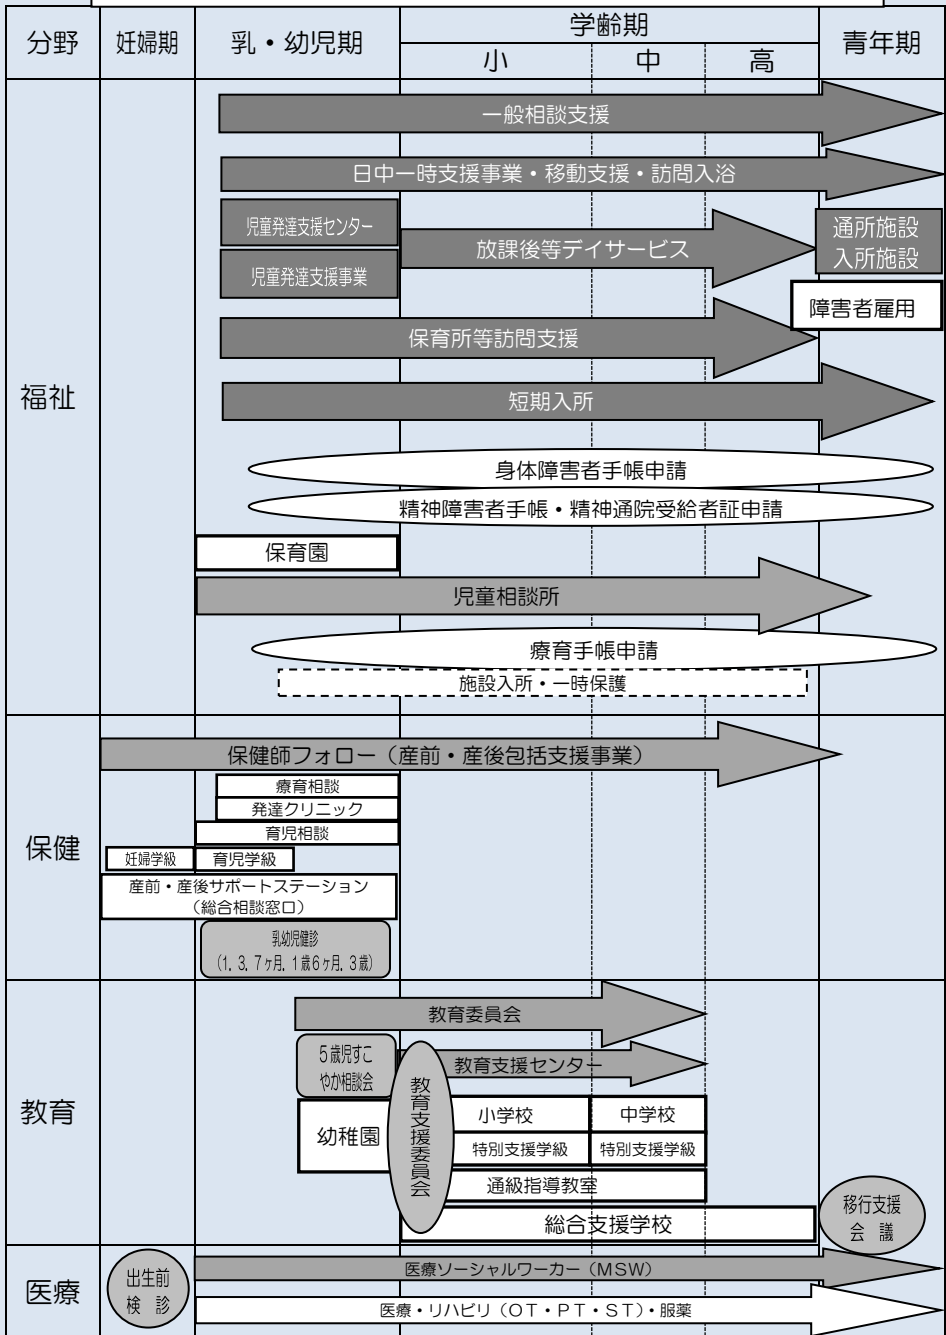 分野
妊婦期
乳・幼児期
学齢期
小
中
高
青年期
福祉
一般相談支援
日中一時支援事業・移動支援・訪問入浴
児童発達支援センター
児童発達支援事業
放課後等デイサービス
通所施設
入所施設
障害者雇用
保育所等訪問支援
短期入所
身体障害者手帳申請
精神障害者手帳・精神通院受給者証申請
保育園
児童相談所
療育手帳申請
施設入所・一時保護
保健
保健師フォロー（産前・産後包括支援事業）
療育相談
発達クリニック
育児相談
妊婦学級
育児学級
産前・産後サポートステーション
（総合相談窓口）
乳幼児健診
（1，3，7ヶ月，1歳6ヶ月，3歳）
教育
教育委員会
5歳児すこ
やか相談会
教育支援センター
教育支援委員会
幼稚園
小学校
中学校
特別支援学級
特別支援学級
通級指導教室
総合支援学校
移行支援
会　議
医療
出生前
検　診
医療ソーシャルワーカー（MSW）
医療・リハビリ（OT・PT・ST）・服薬